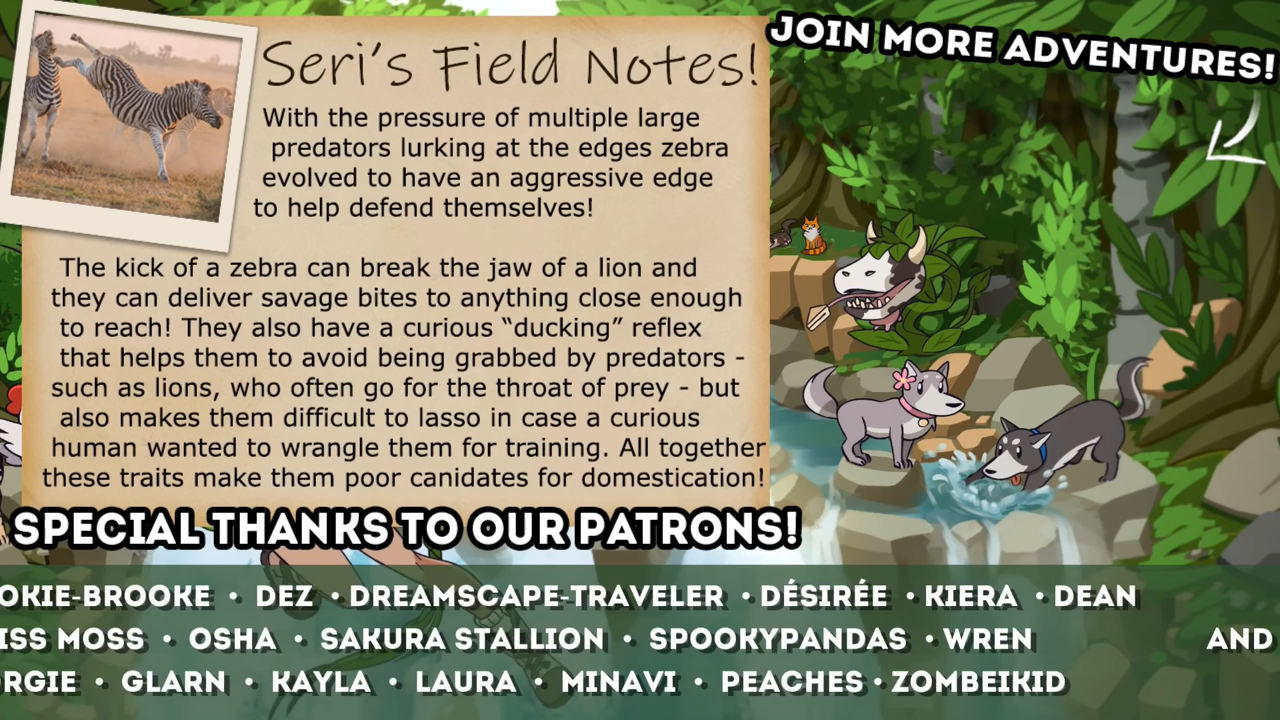 Seri's Field Notes!
JOIN MORE ADVENTURES!
With the pressure of multiple large
predators lurking at the edges zebra
evolved to have an aggressive edge
to help defend themselves!
The kick of a zebra can break the jaw of a lion and
they can deliver savage bites to anything close enough
to reach! They also have a curious “ducking” reflex
that helps them to avoid being grabbed by predators -
such as lions, who often go for the throat of prey - but
also makes them difficult to lasso in case a curious
human wanted to wrangle them for training. All together
these traits make them poor canidates for domestication!
SPECIAL THANKS TO OUR PATRONS!
OKIE-BROOKE • DEZ • DREAMSCAPE-TRAVELER • DÉSIRÉE • KIERA • DEAN
ISS MOSS • OSHA • SAKURA STALLION • SPOOKYPANDAS • WREN AND
RGIE • GLARN • KAYLA • LAURA • MINAVI • PEACHES • ZOMBEIKID